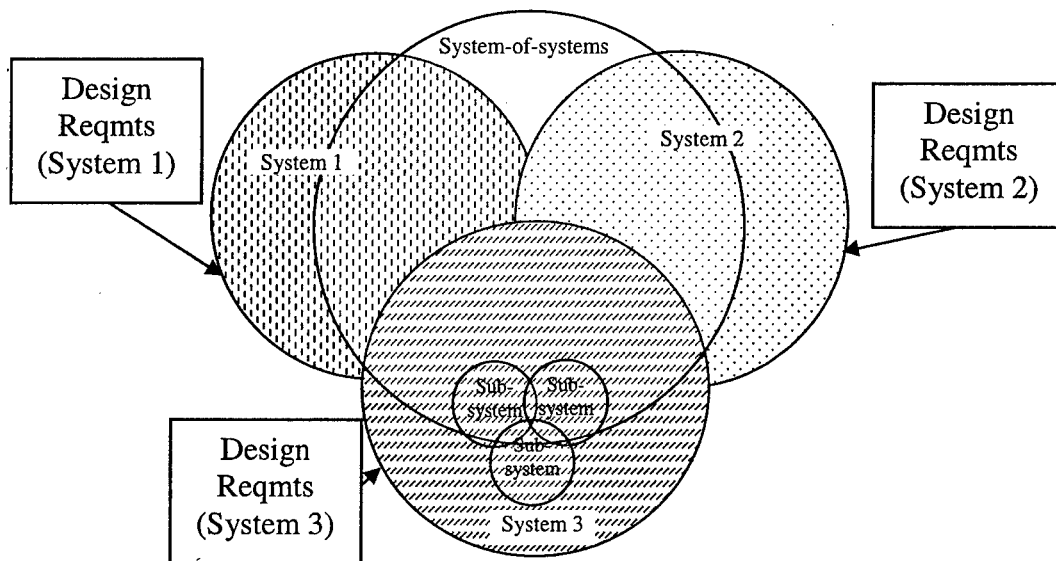 System-of-systems
Design
Reqmts
(System 1)
System 1
System 2
Design
Reqmts
(System 2)
Sub-
system
Sub-
system
Sub-
system
Design
Reqmts
(System 3)
System 3